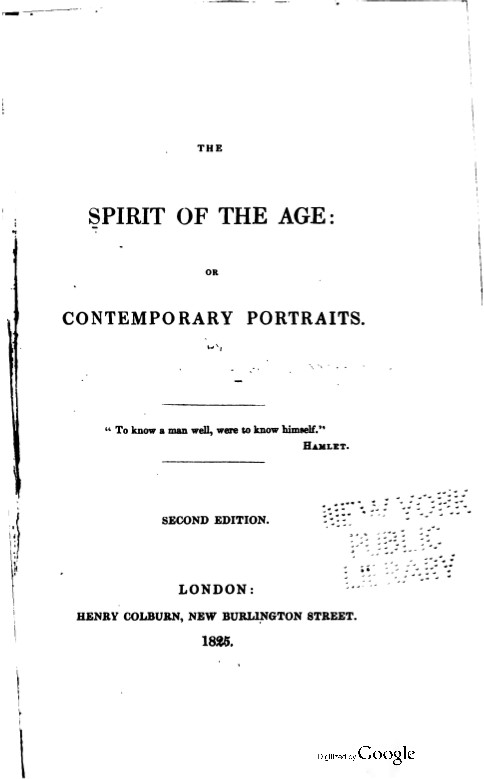 THE
SPIRIT OF THE AGE:
OR
CONTEMPORARY PORTRAITS.
“ To know a man well, were to know himself.”
HAMLET.
SECOND EDITION.
LONDON:
HENRY COLBURN, NEW BURLINGTON STREET.
1825.
NEW YORK
PUBLIC
LIBRARY
Digitized by Google